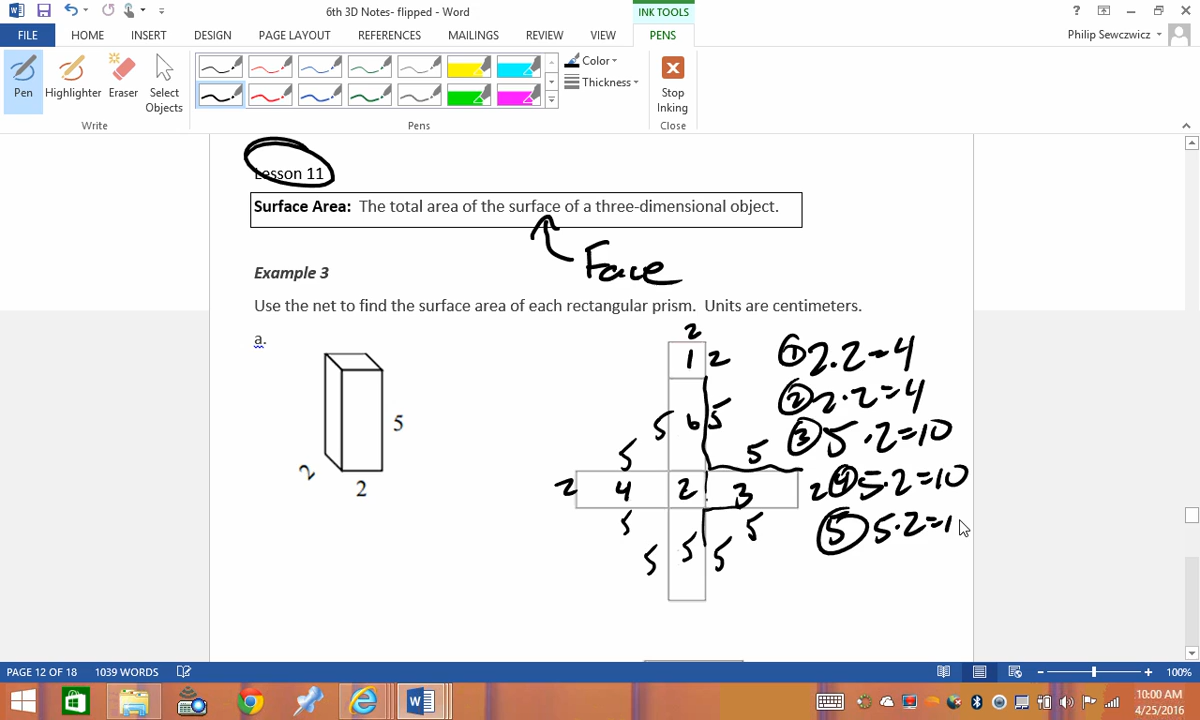 6th 3D Notes- flipped - Word
INK TOOLS
?
FILE
HOME
INSERT
DESIGN
PAGE LAYOUT
REFERENCES
MAILINGS
REVIEW
VIEW
PENS
Philip Sewczwicz
Pen
Highlighter
Eraser
Select Objects
Color
Thickness
Stop Inking
Write
Pens
Close
Lesson 11
Surface Area: The total area of the surface of a three-dimensional object.
Face
Example 3
Use the net to find the surface area of each rectangular prism. Units are centimeters.
a.
5
2
2
2
1 2
5 6 5
5 5
2 4 2 3 2
5 5
5 5 5
① 2·2=4
② 2·2=4
③ 5·2=10
④ 5·2=10
⑤ 5·2=1
PAGE 12 OF 18
1039 WORDS
100%
10:00 AM
4/25/2016